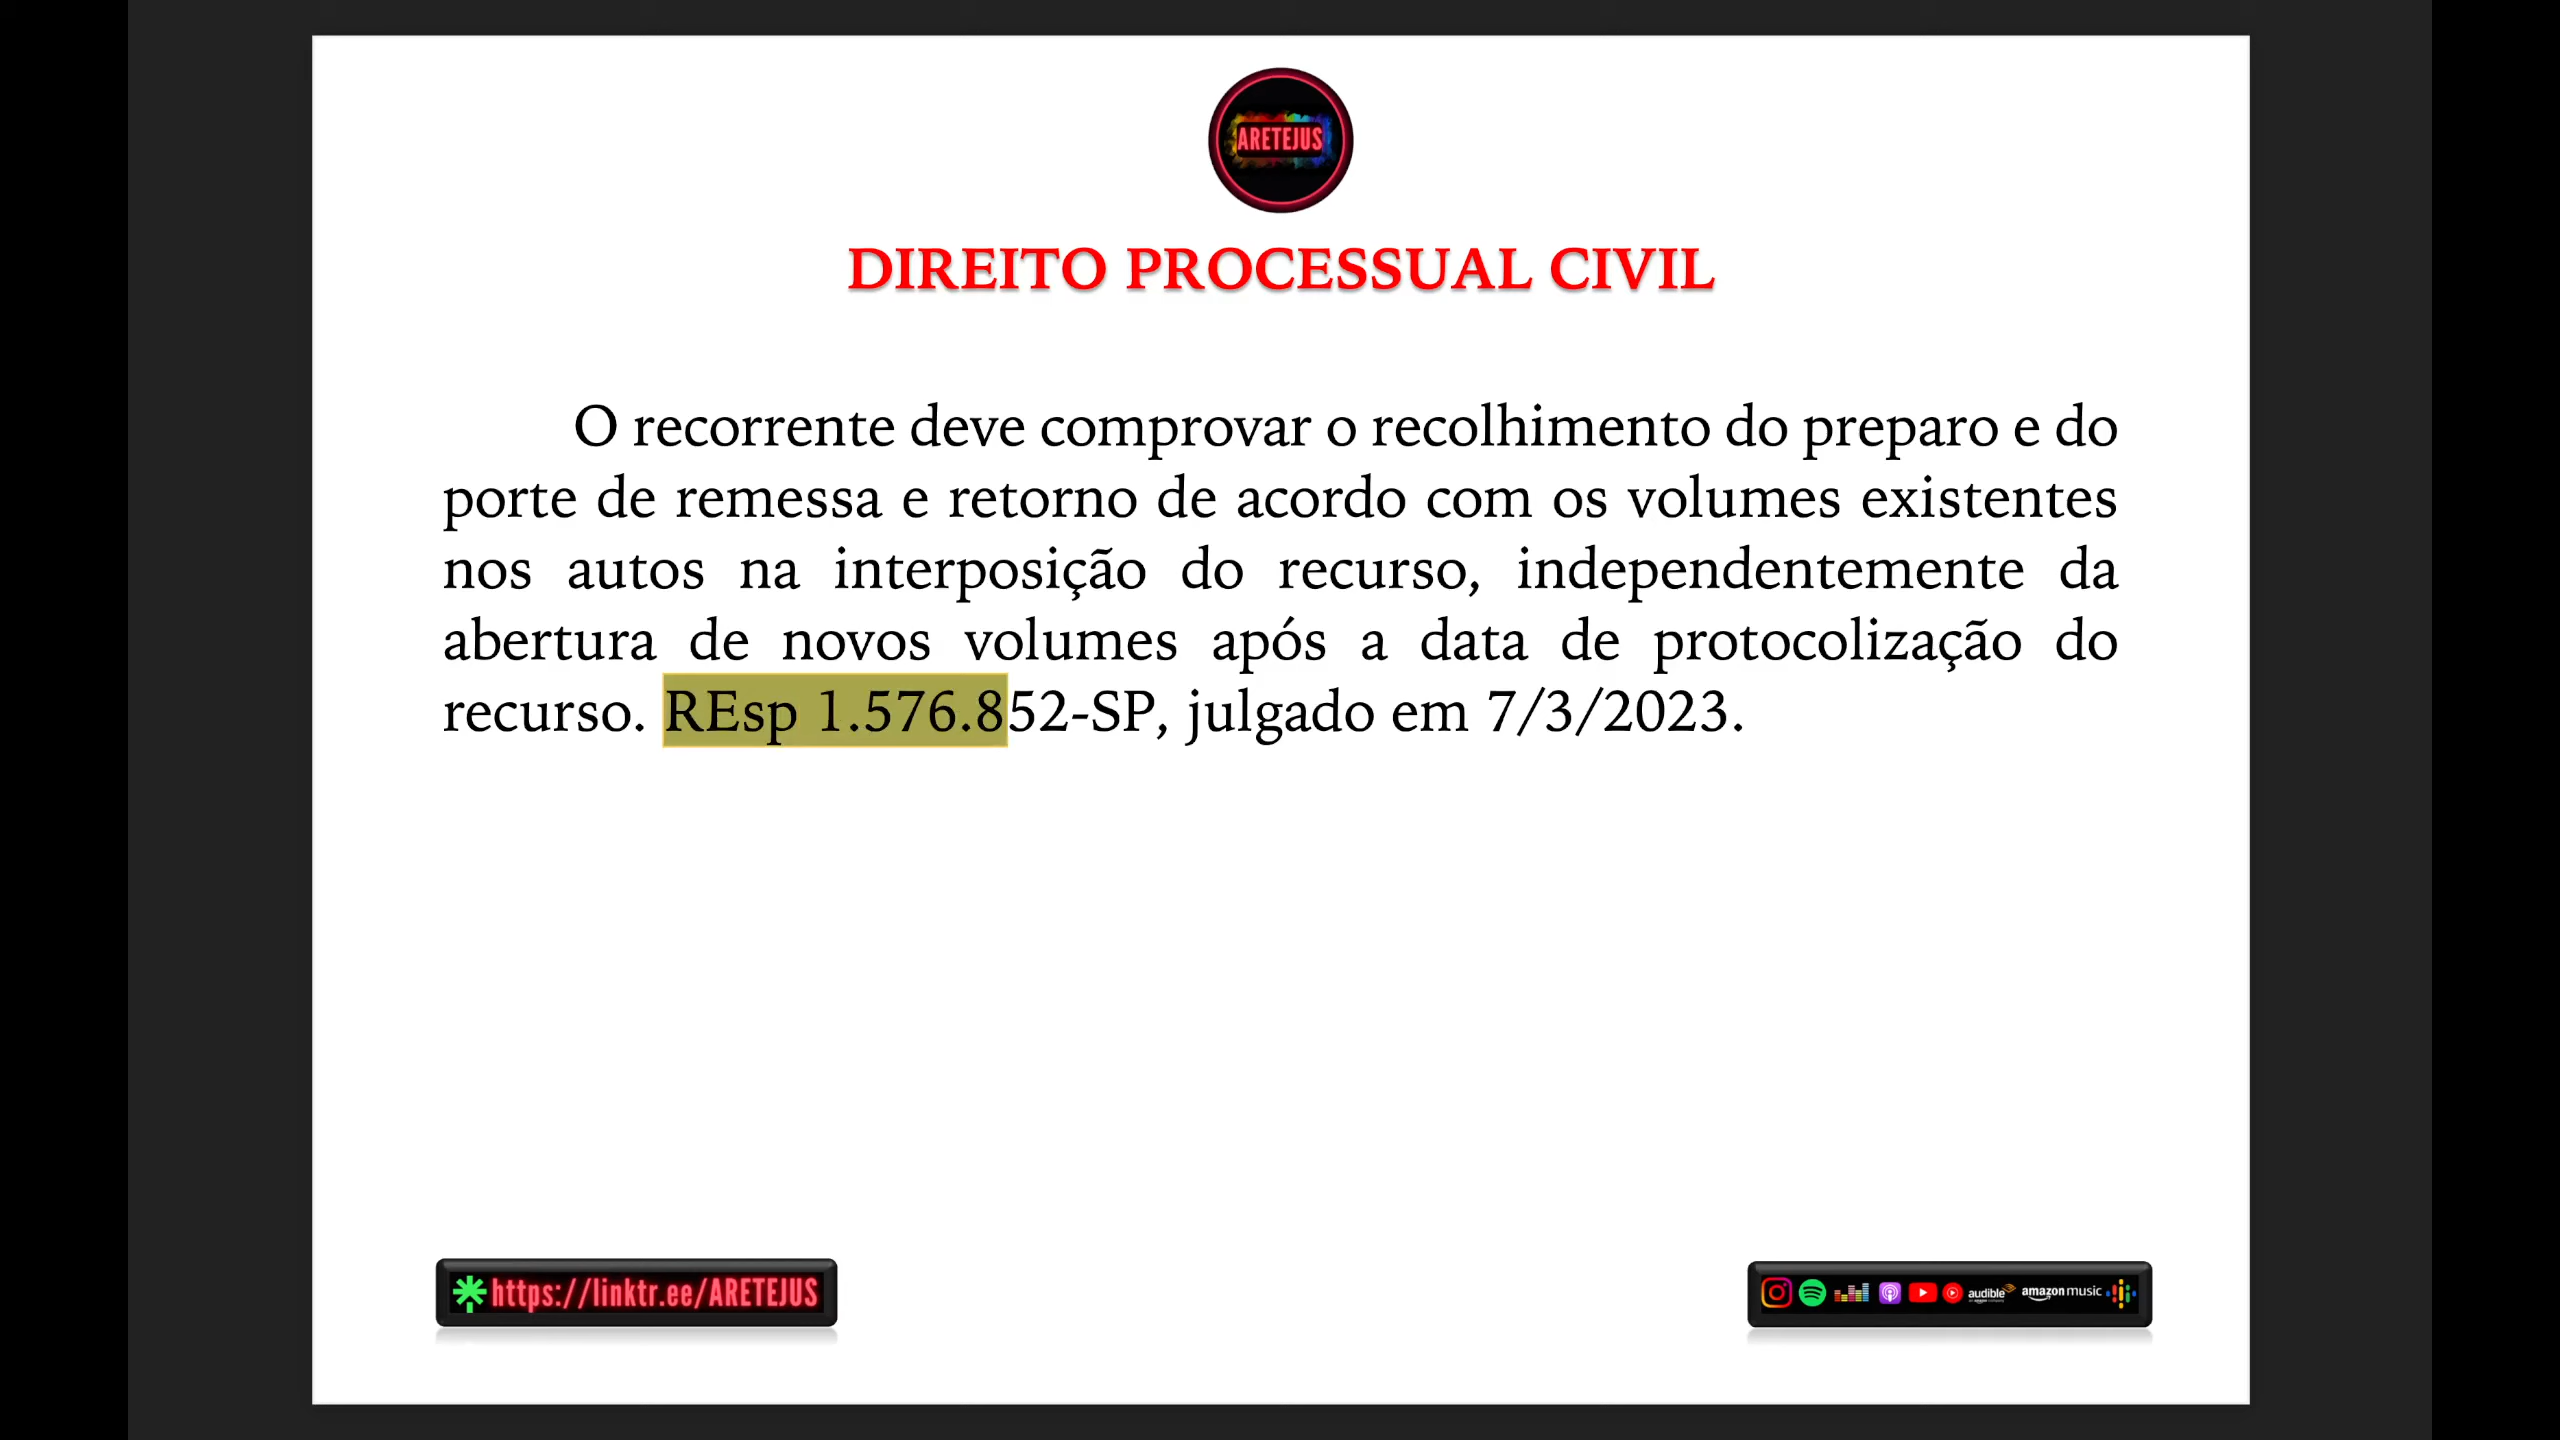 ARETEJUS
DIREITO PROCESSUAL CIVIL
O recorrente deve comprovar o recolhimento do preparo e do
porte de remessa e retorno de acordo com os volumes existentes
nos autos na interposição do recurso, independentemente da
abertura de novos volumes após a data de protocolização do
recurso. REsp 1.576.852-SP, julgado em 7/3/2023.
https://linktr.ee/ARETEJUS
audible amazon music